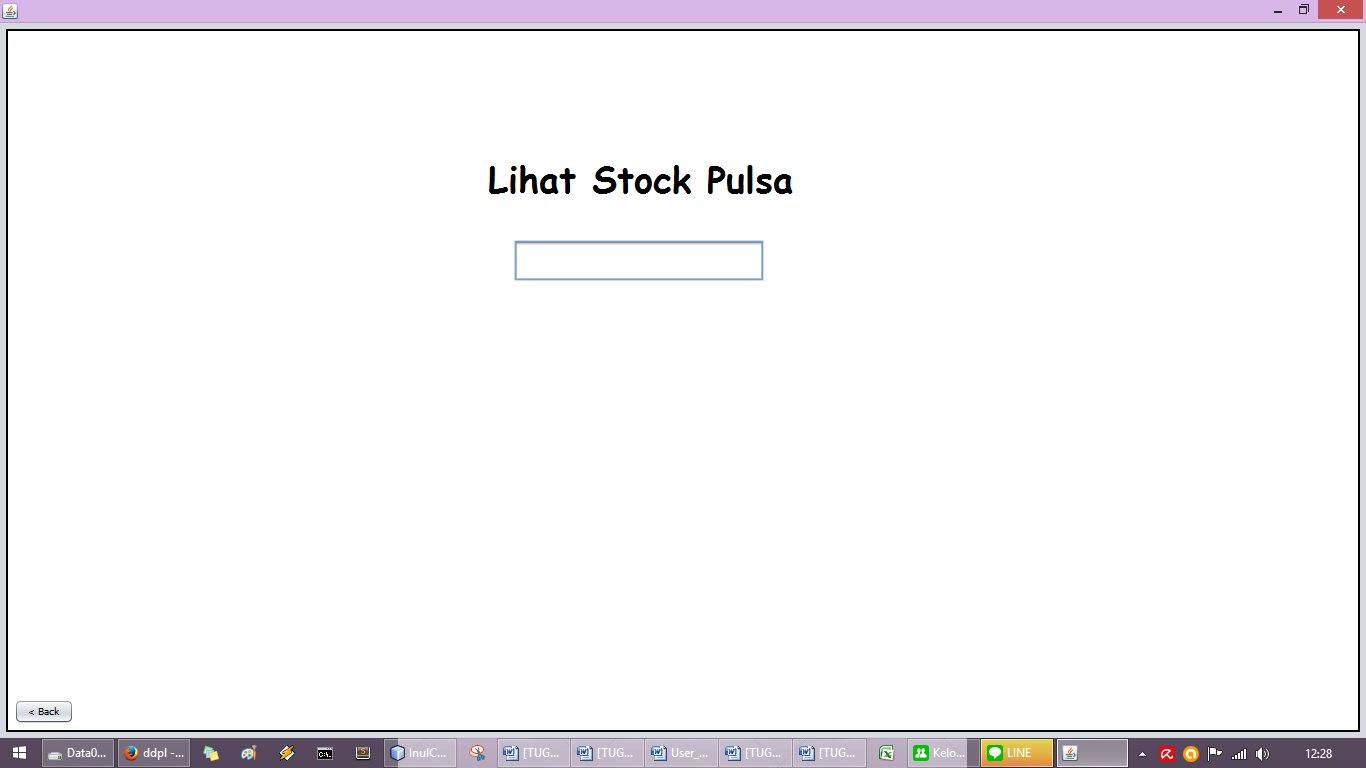 Lihat Stock Pulsa
< Back
Data0...
ddpl -...
C:\.
InulC...
[TUG...
[TUG...
User_...
[TUG...
[TUG...
Kelo...
LINE
12:28